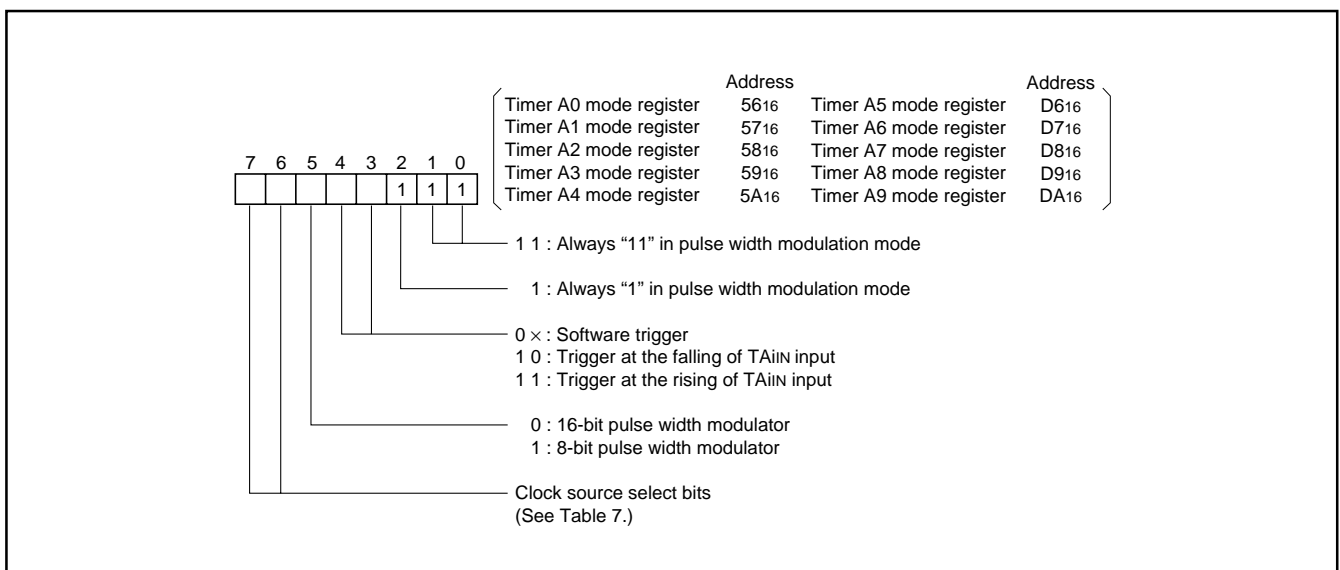 Address Address
Timer A0 mode register 5616 Timer A5 mode register D616
Timer A1 mode register 5716 Timer A6 mode register D716
Timer A2 mode register 5816 Timer A7 mode register D816
Timer A3 mode register 5916 Timer A8 mode register D916
Timer A4 mode register 5A16 Timer A9 mode register DA16
7 6 5 4 3 2 1 0
1 1 1
1 1 : Always “11” in pulse width modulation mode
1 : Always “1” in pulse width modulation mode
0 × : Software trigger
1 0 : Trigger at the falling of TAiIN input
1 1 : Trigger at the rising of TAiIN input
0 : 16-bit pulse width modulator
1 : 8-bit pulse width modulator
Clock source select bits
(See Table 7.)